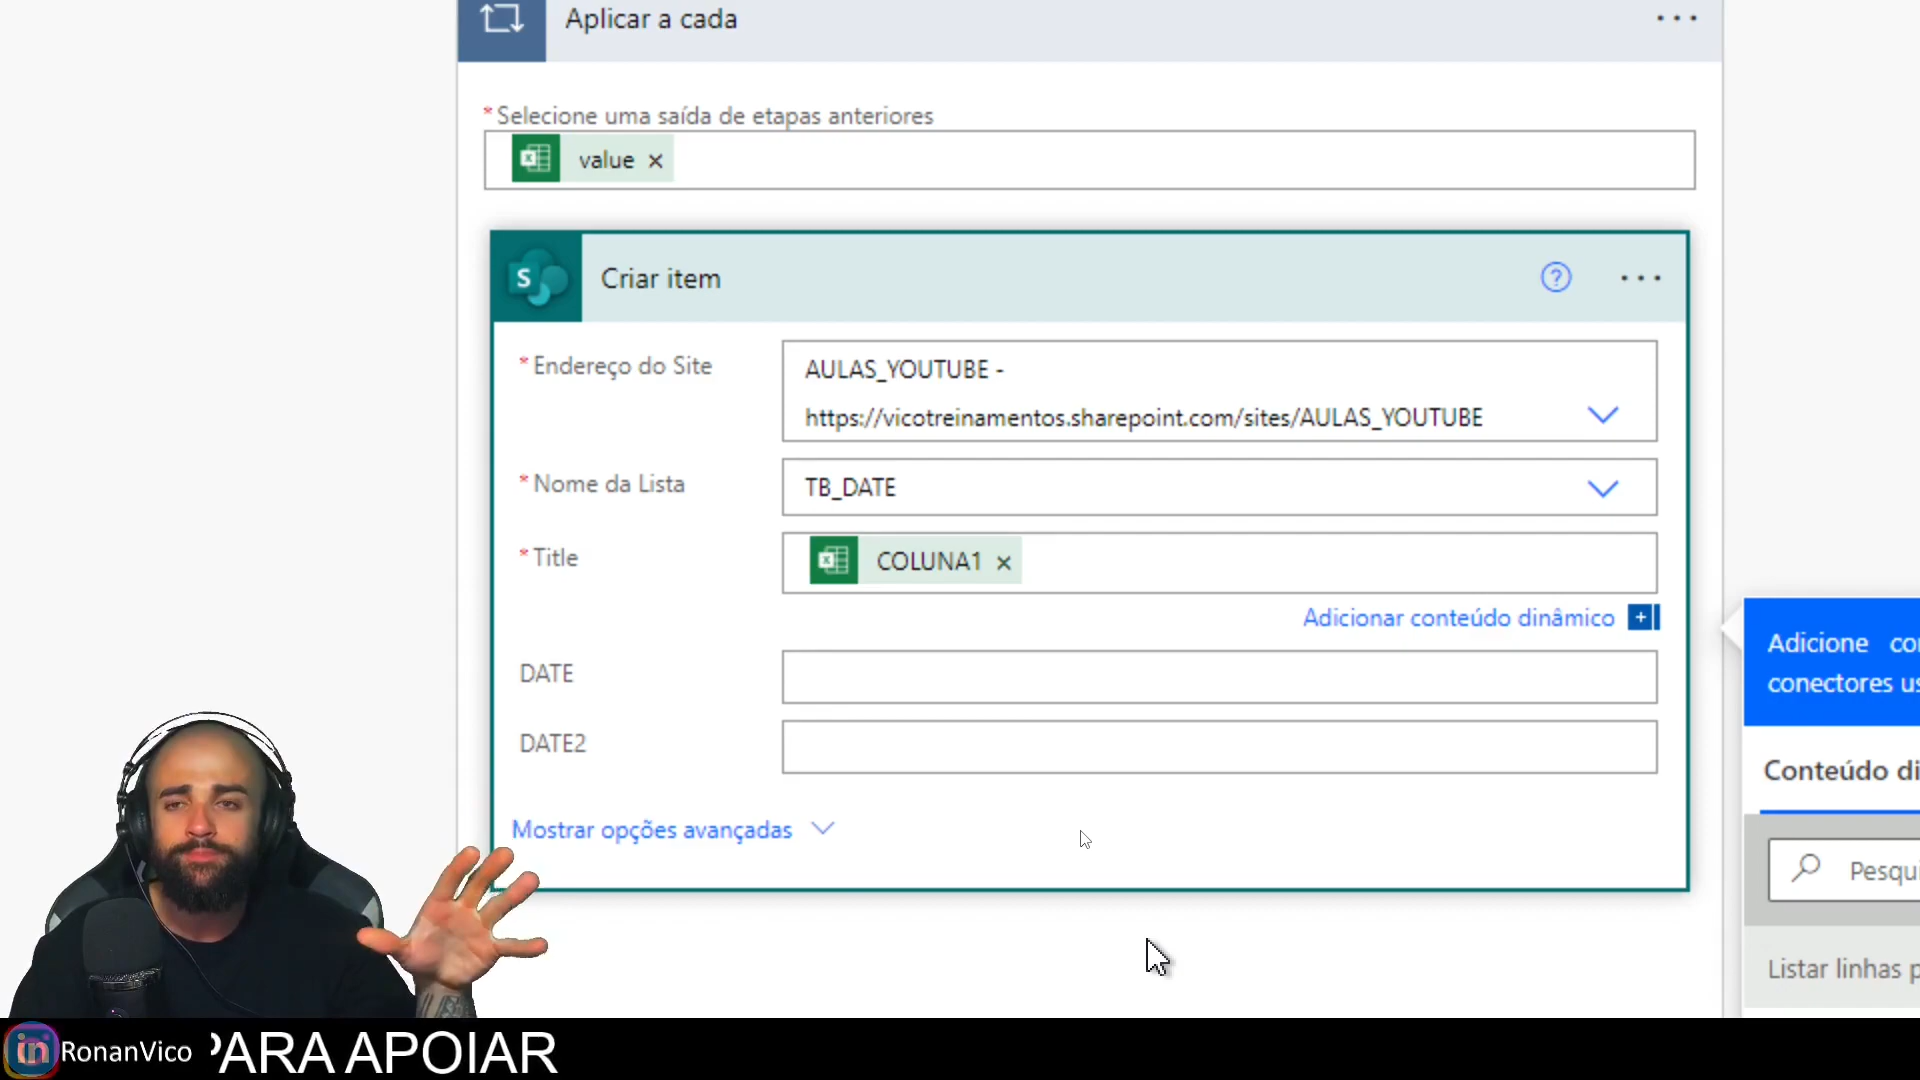 Aplicar a cada
* Selecione uma saída de etapas anteriores
value
Criar item
* Endereço do Site
AULAS_YOUTUBE -
https://vicotreinamentos.sharepoint.com/sites/AULAS_YOUTUBE
* Nome da Lista
TB_DATE
* Title
COLUNA1
Adicionar conteúdo dinâmico
DATE
DATE2
Mostrar opções avançadas
Adicione
conectores
Conteúdo
Listar linhas
RonanVico
PARA APOIAR